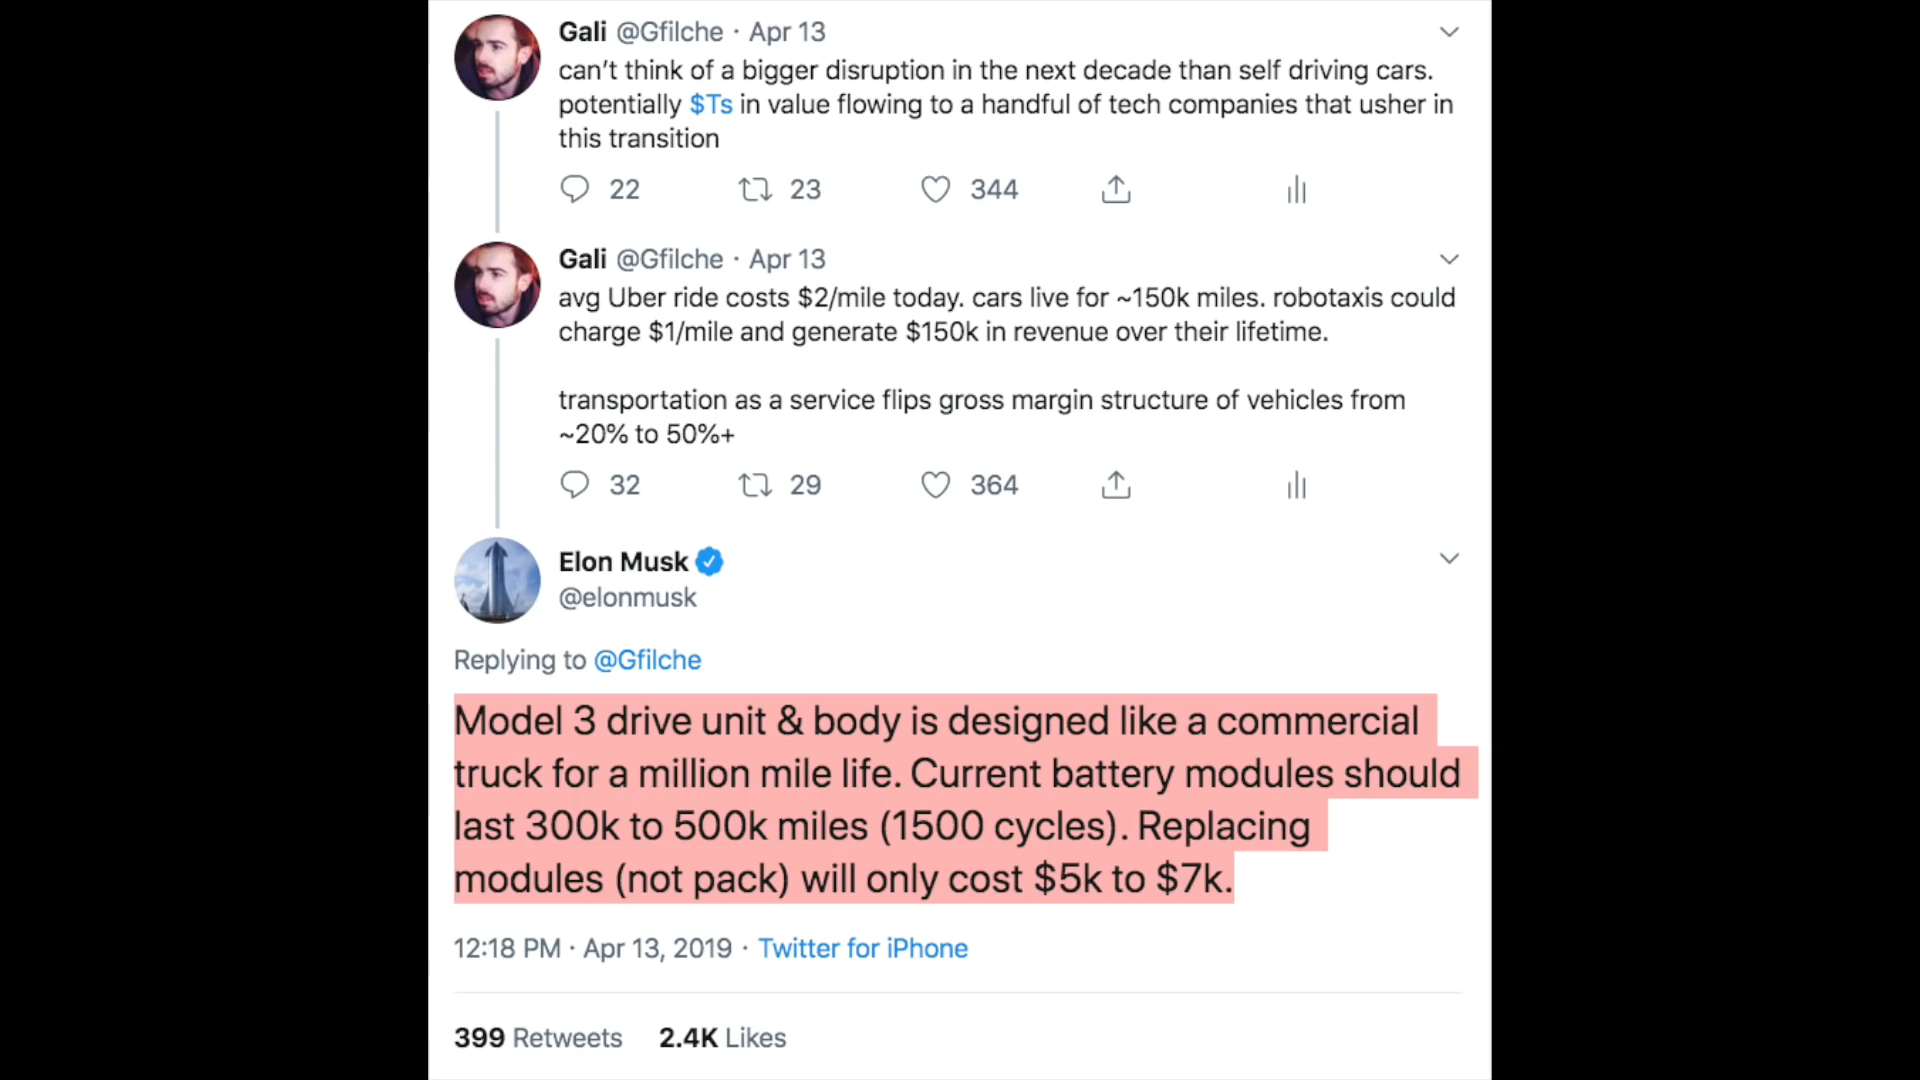 Gali @Gfilche · Apr 13
can't think of a bigger disruption in the next decade than self driving cars.
potentially $Ts in value flowing to a handful of tech companies that usher in
this transition
22 23 344
Gali @Gfilche · Apr 13
avg Uber ride costs $2/mile today. cars live for ~150k miles. robotaxis could
charge $1/mile and generate $150k in revenue over their lifetime.
transportation as a service flips gross margin structure of vehicles from
~20% to 50%+
32 29 364
Elon Musk
@elonmusk
Replying to @Gfilche
Model 3 drive unit & body is designed like a commercial
truck for a million mile life. Current battery modules should
last 300k to 500k miles (1500 cycles). Replacing
modules (not pack) will only cost $5k to $7k.
12:18 PM · Apr 13, 2019 · Twitter for iPhone
399 Retweets 2.4K Likes